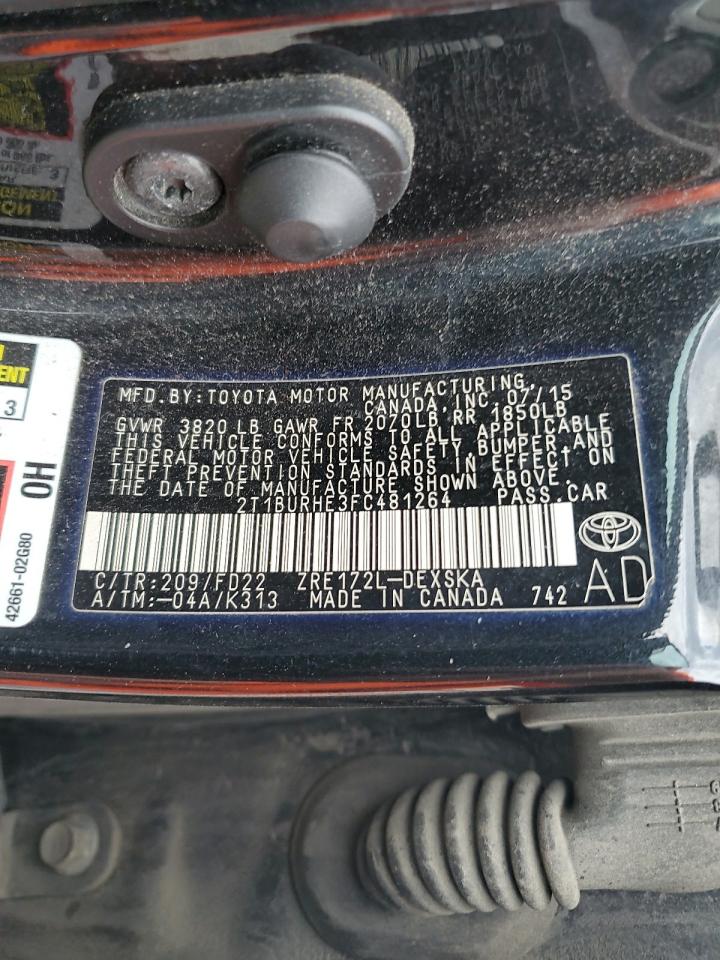 MFD.BY:TOYOTA MOTOR MANUFACTURING,
CANADA,INC. 07/15
GVWR 3820 LB GAWR FR 2020LB,RR 1850LB
THIS VEHICLE CONFORMS TO ALL APPLICABLE
FEDERAL MOTOR VEHICLE SAFETY,BUMPER AND
THEFT PREVENTION STANDARDS IN EFFECT ON
THE DATE OF MANUFACTURE SHOWN ABOVE.
2T1BURHE3FC481264 PASS.CAR
C/TR:209/FD22 ZRE172L-DEXSKA
A/TM:-04A/K313 MADE IN CANADA 742
AD
3
OH
42661-02G80